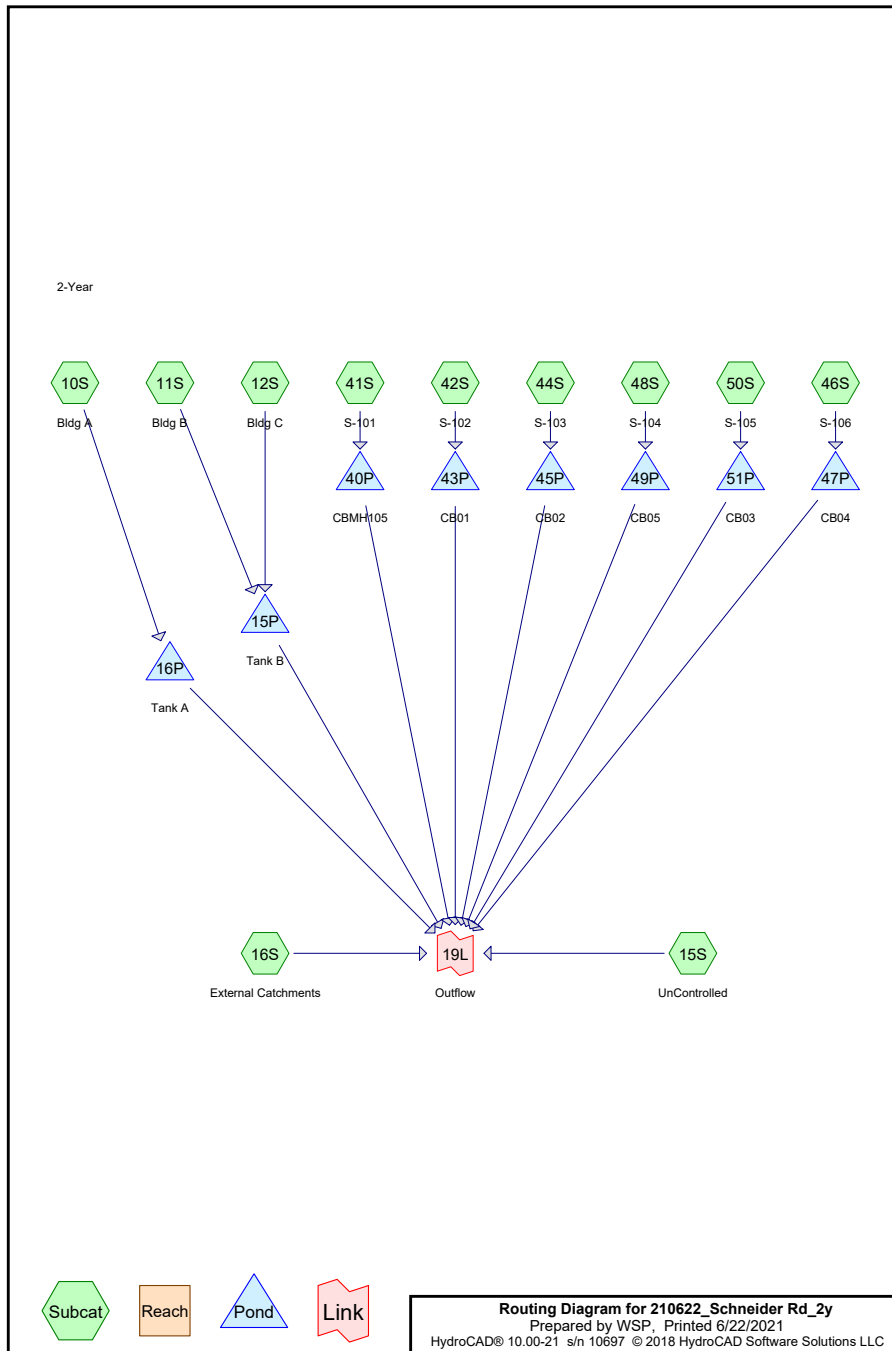 2-Year
10S 11S 12S 41S 42S 44S 48S 50S 46S
Bldg A Bldg B Bldg C S-101 S-102 S-103 S-104 S-105 S-106
40P 43P 45P 49P 51P 47P
CBMH105 CB01 CB02 CB05 CB03 CB04
15P
Tank B
16P
Tank A
16S 19L 15S
External Catchments Outflow UnControlled
Subcat Reach Pond Link
Routing Diagram for 210622_Schneider Rd_2y
Prepared by WSP, Printed 6/22/2021
HydroCAD® 10.00-21 s/n 10697 © 2018 HydroCAD Software Solutions LLC